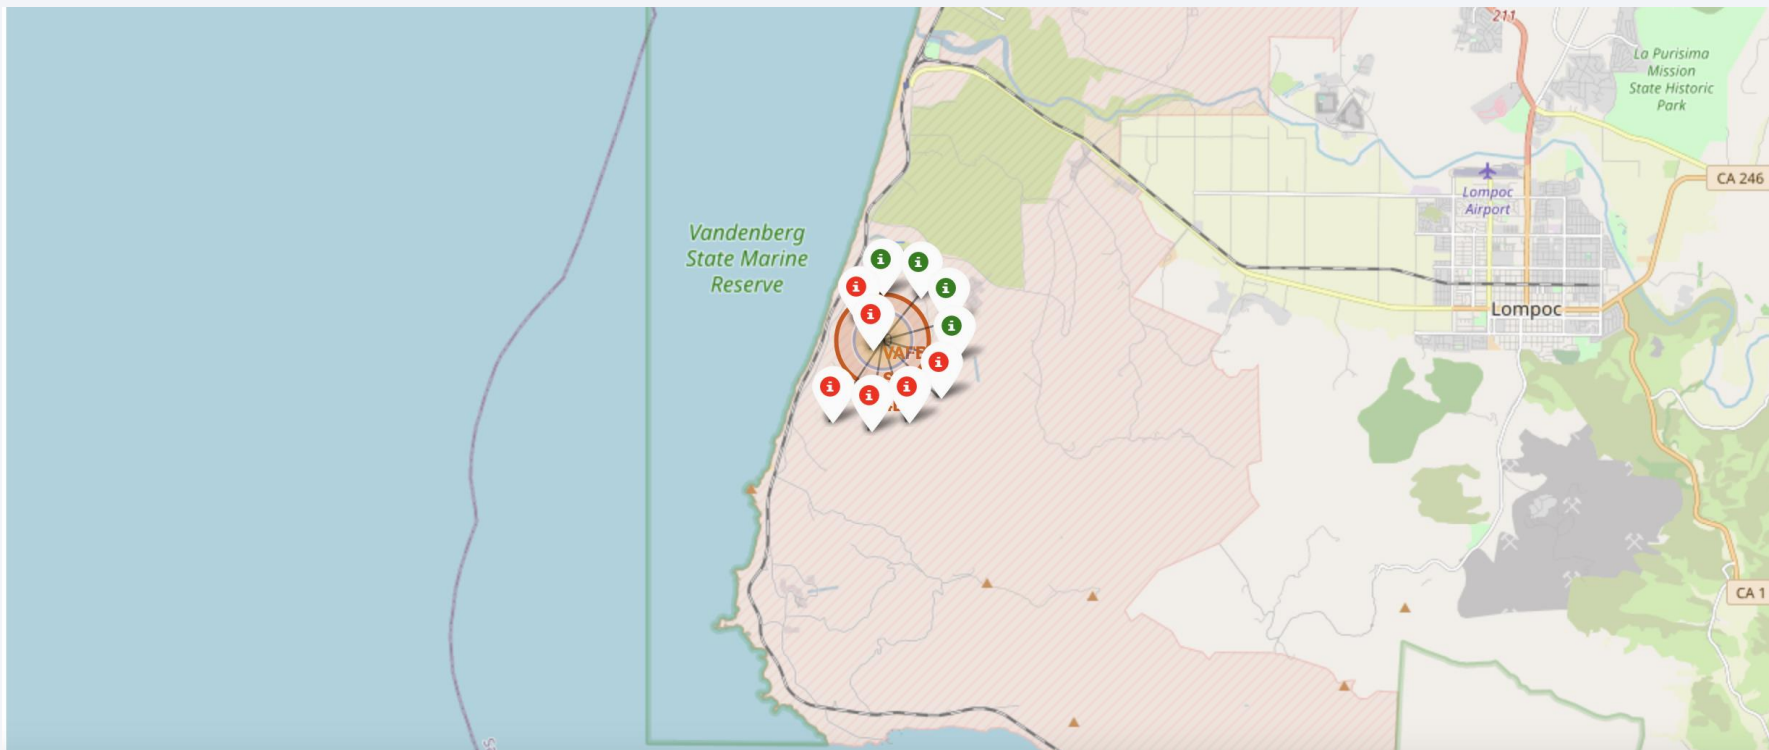 211
La Purisima
Mission
State Historic
Park
CA 246
Lompoc
Airport
Vandenberg
State Marine
Reserve
Lompoc
CA 1